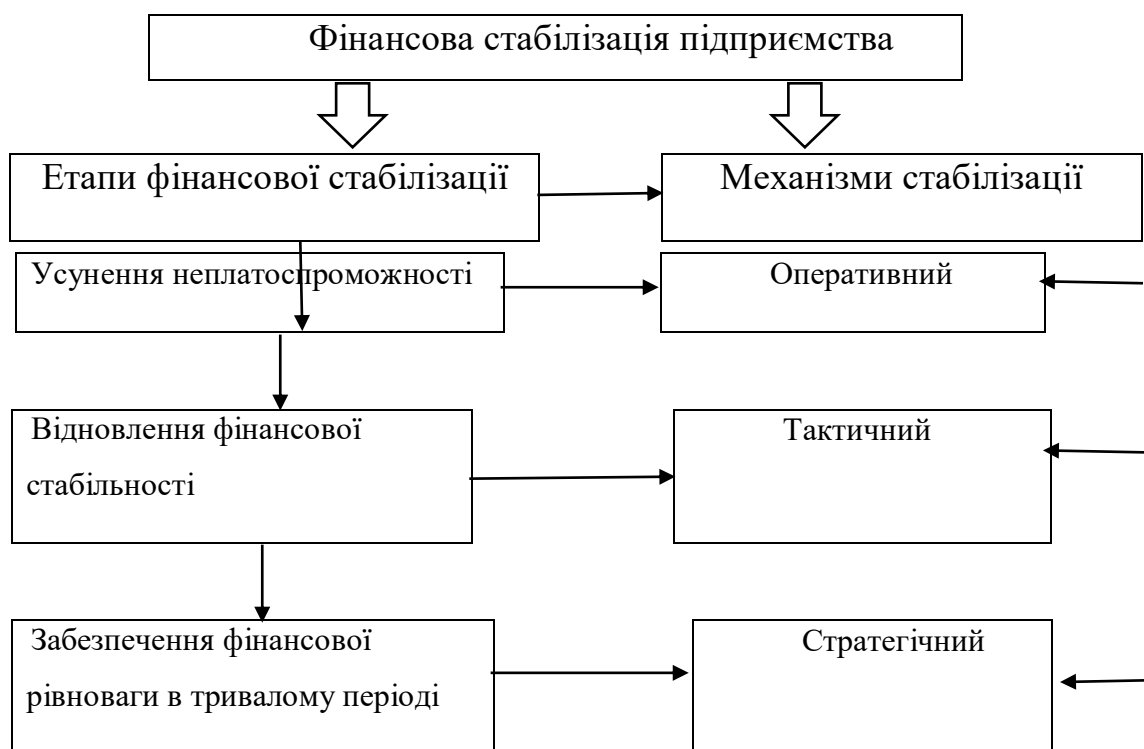 Фінансова стабілізація підприємства
Етапи фінансової стабілізації
Механізми стабілізації
Усунення неплатоспроможності
Оперативний
Відновлення фінансової
стабільності
Тактичний
Забезпечення фінансової
рівноваги в тривалому періоді
Стратегічний